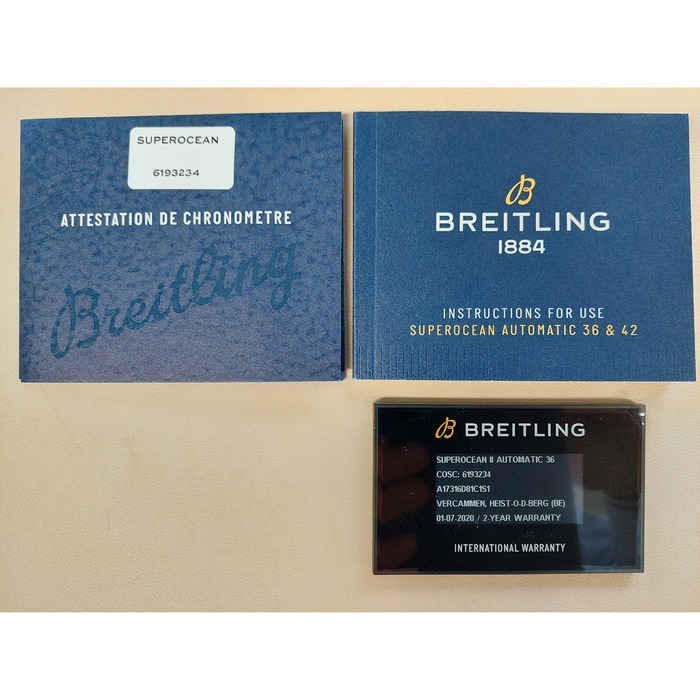 SUPEROCEAN
6193234
ATTESTATION DE CHRONOMETRE
Breitling
B
BREITLING
1884
INSTRUCTIONS FOR USE
SUPEROCEAN AUTOMATIC 36 & 42
B BREITLING
SUPEROCEAN II AUTOMATIC 36
COSC: 6193234
A17316D81C1S1
VERCAMMEN, HEIST-O-D-BERG (BE)
01-07-2020 / 2-YEAR WARRANTY
INTERNATIONAL WARRANTY